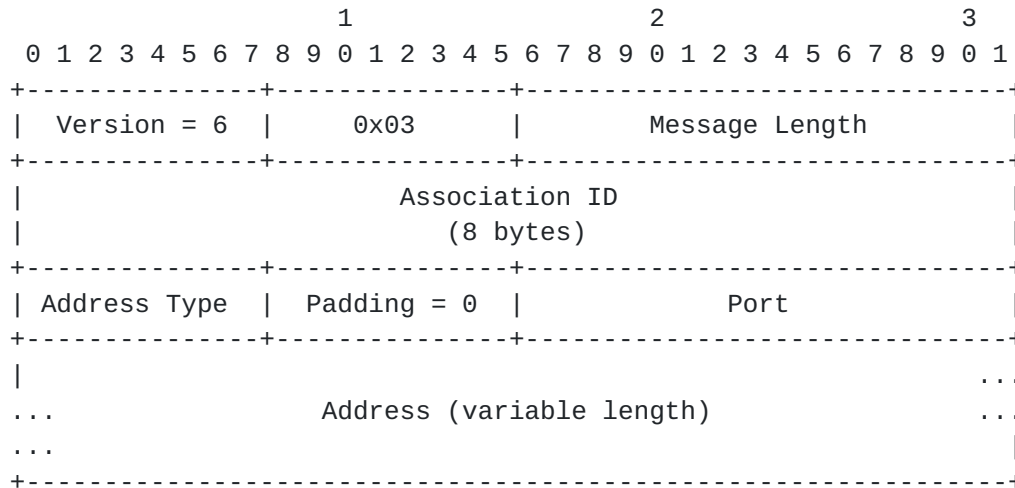 1                   2                   3
 0 1 2 3 4 5 6 7 8 9 0 1 2 3 4 5 6 7 8 9 0 1 2 3 4 5 6 7 8 9 0 1
+---------------+---------------+-------------------------------+
|  Version = 6  |     0x03      |        Message Length         |
+---------------+---------------+-------------------------------+
|                        Association ID                         |
|                           (8 bytes)                           |
+---------------+---------------+-------------------------------+
| Address Type  |  Padding = 0  |             Port              |
+---------------+---------------+-------------------------------+
|                                                             ...
...                 Address (variable length)                 ...
...                                                             |
+---------------------------------------------------------------+